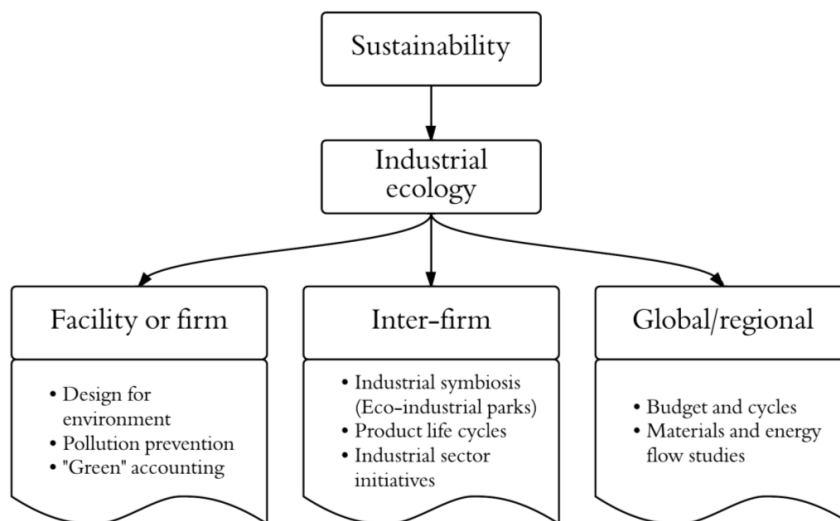 Sustainability
Industrial
ecology
Facility or firm
• Design for
environment
• Pollution prevention
• "Green" accounting
Inter-firm
• Industrial symbiosis
(Eco-industrial parks)
• Product life cycles
• Industrial sector
initiatives
Global/regional
• Budget and cycles
• Materials and energy
flow studies